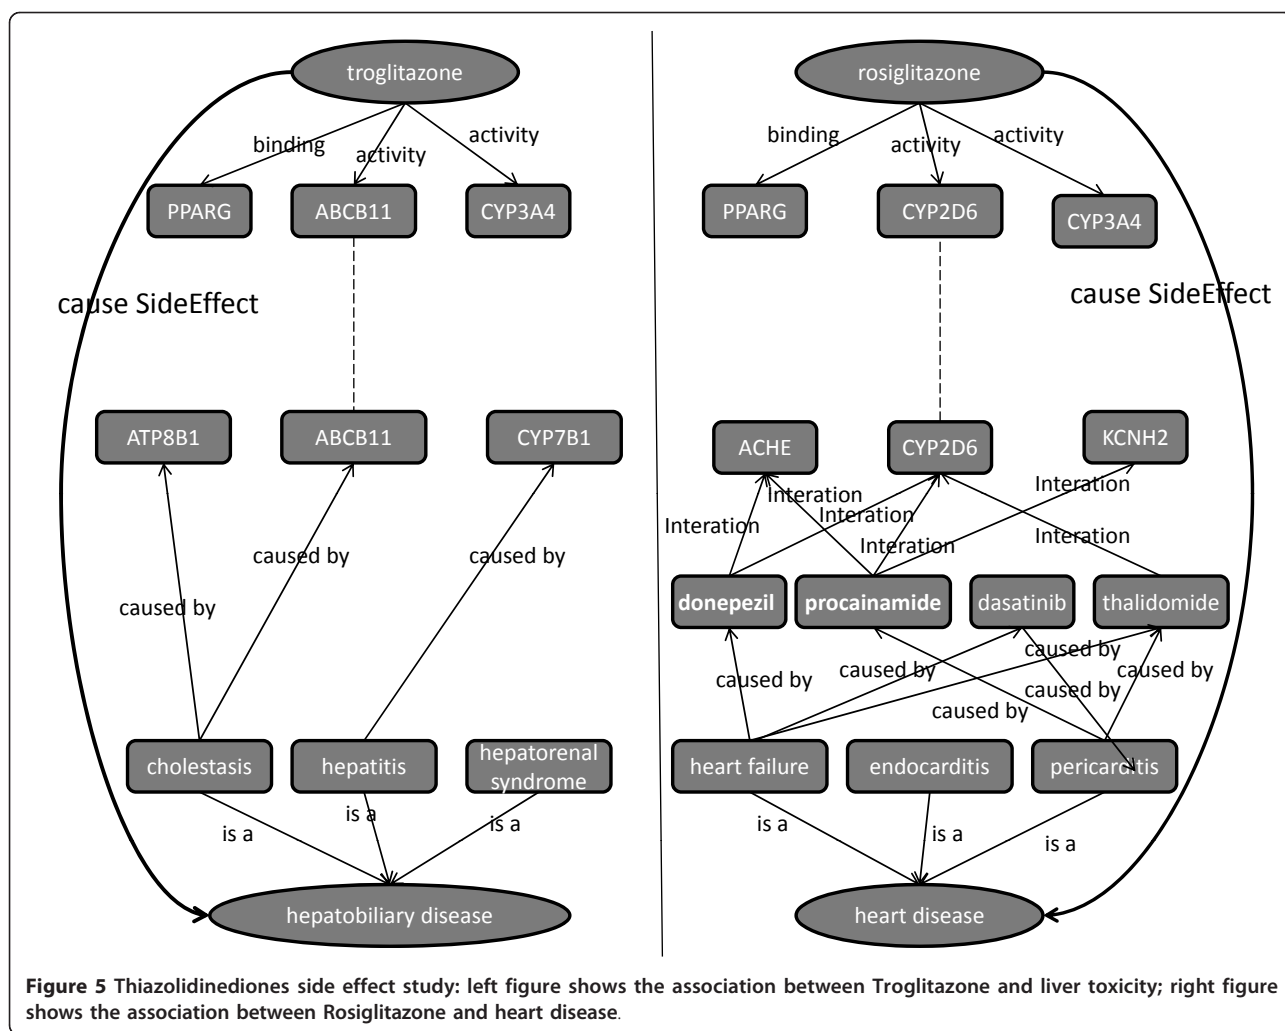 troglitazone
binding
activity
activity
PPARG
ABCB11
CYP3A4
cause SideEffect
ATP8B1
ABCB11
CYP7B1
caused by
caused by
caused by
cholestasis
hepatitis
hepatorenal
syndrome
is a
is a
is a
hepatobiliary disease
rosiglitazone
binding
activity
activity
PPARG
CYP2D6
CYP3A4
cause SideEffect
ACHE
CYP2D6
KCNH2
Interation
Interation
Interation
Interation
Interation
Interation
donepezil
procainamide
dasatinib
thalidomide
caused by
caused by
caused by
caused by
caused by
caused by
heart failure
endocarditis
pericarditis
is a
is a
is a
heart disease
Figure 5 Thiazolidinediones side effect study: left figure shows the association between Troglitazone and liver toxicity; right figure
shows the association between Rosiglitazone and heart disease.